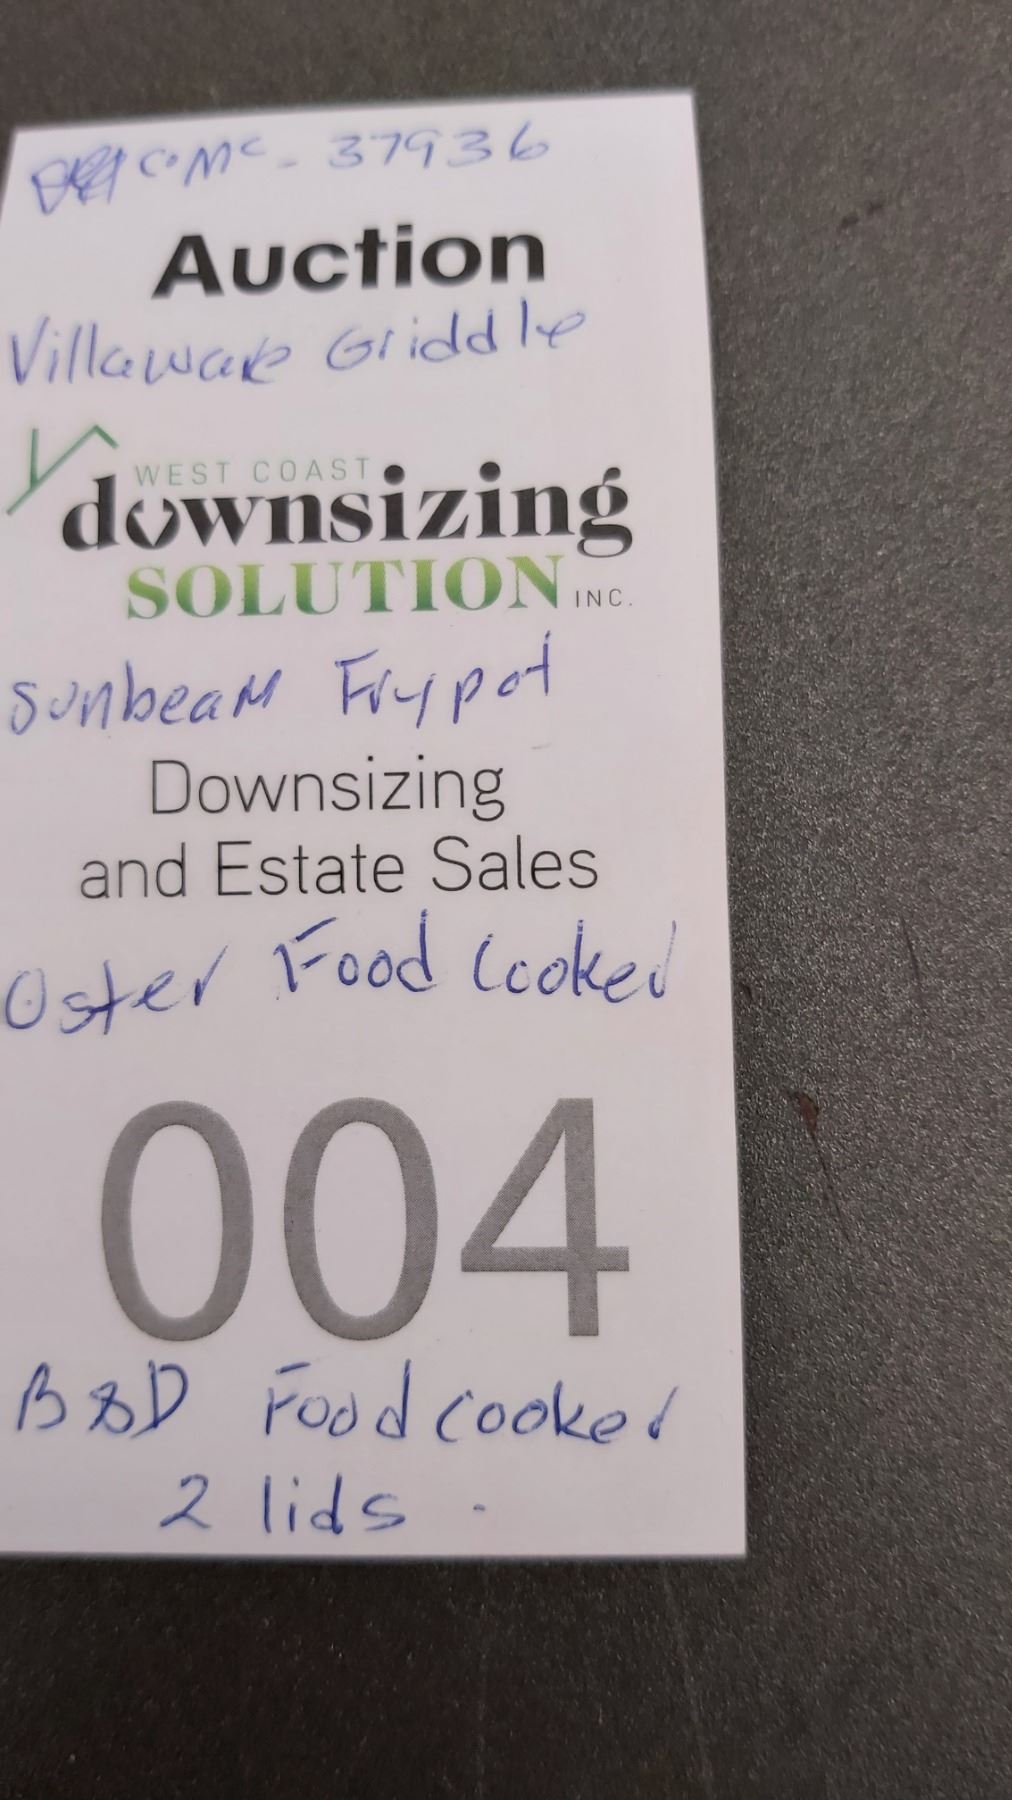 COMC - 37936
Auction
Villaware Griddle
WEST COAST
downsizing
SOLUTION INC.
Sunbeam Frypot
Downsizing
and Estate Sales
Oster Food Cooker
004
B&D Food cooker
2 lids